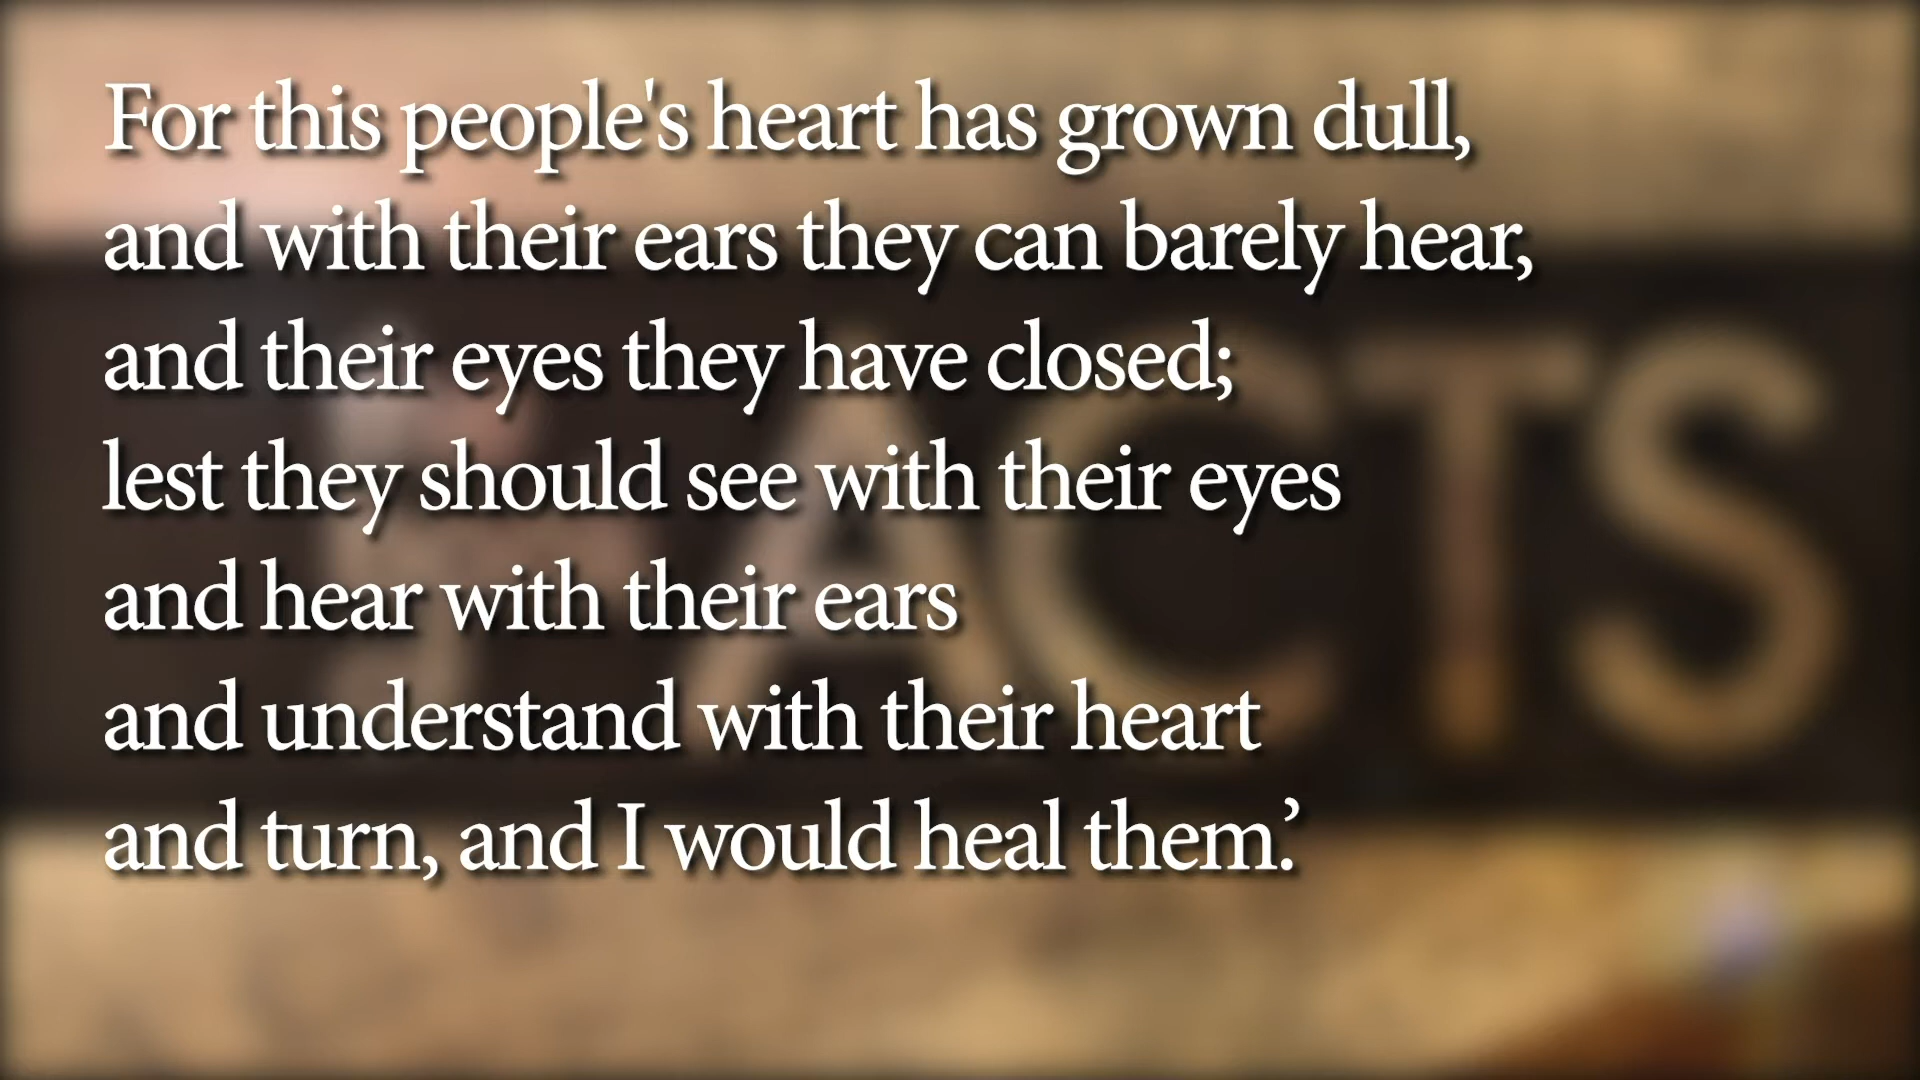 For this people's heart has grown dull,
and with their ears they can barely hear,
and their eyes they have closed;
lest they should see with their eyes
and hear with their ears
and understand with their heart
and turn, and I would heal them.’
ACTS